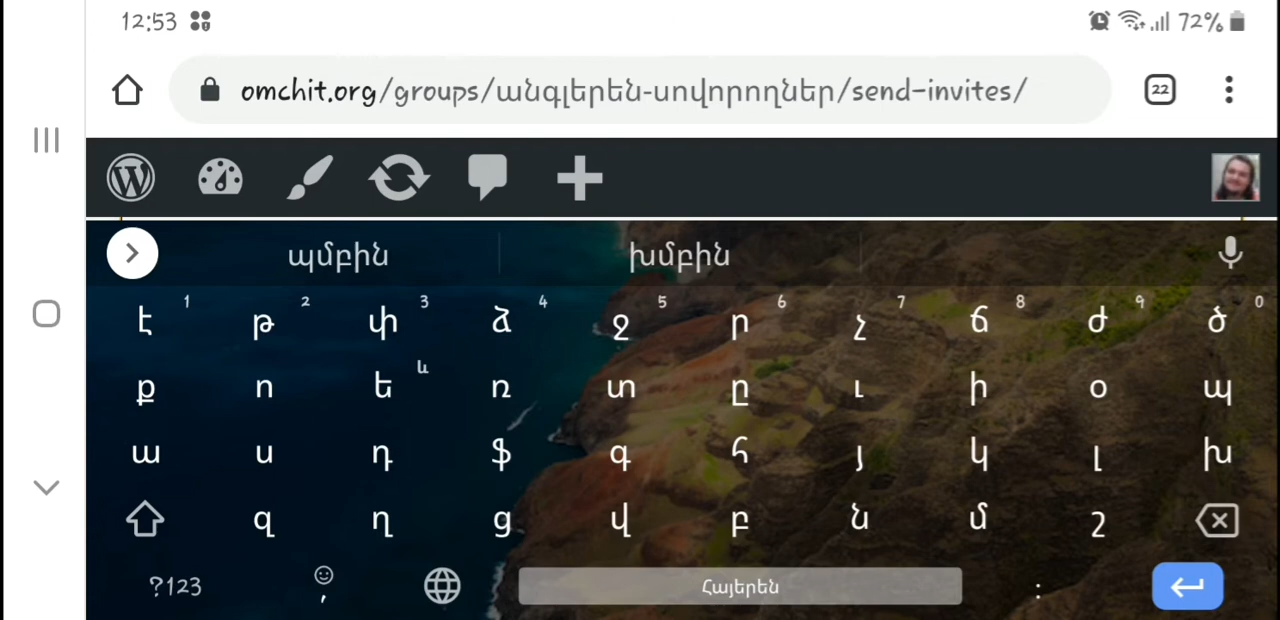 12:53 72%
omchit.org/groups/անգլերեն-սովորողներ/send-invites/ 22
պմբին խմբին
է 1 թ 2 փ 3 ձ 4 ջ 5 ր 6 չ 7 ճ 8 ժ 9 ծ 0
ք ո ե և ռ տ ը ւ ի օ պ
ա ս դ ֆ գ հ յ կ լ խ
զ ղ ց վ բ ն մ շ
?123 , Հայերեն :